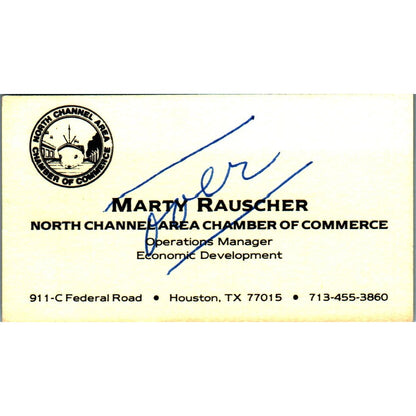 NORTH CHANNEL AREA
CHAMBER OF COMMERCE
over
MARTY RAUSCHER
NORTH CHANNEL AREA CHAMBER OF COMMERCE
Operations Manager
Economic Development
911-C Federal Road • Houston, TX 77015 • 713-455-3860